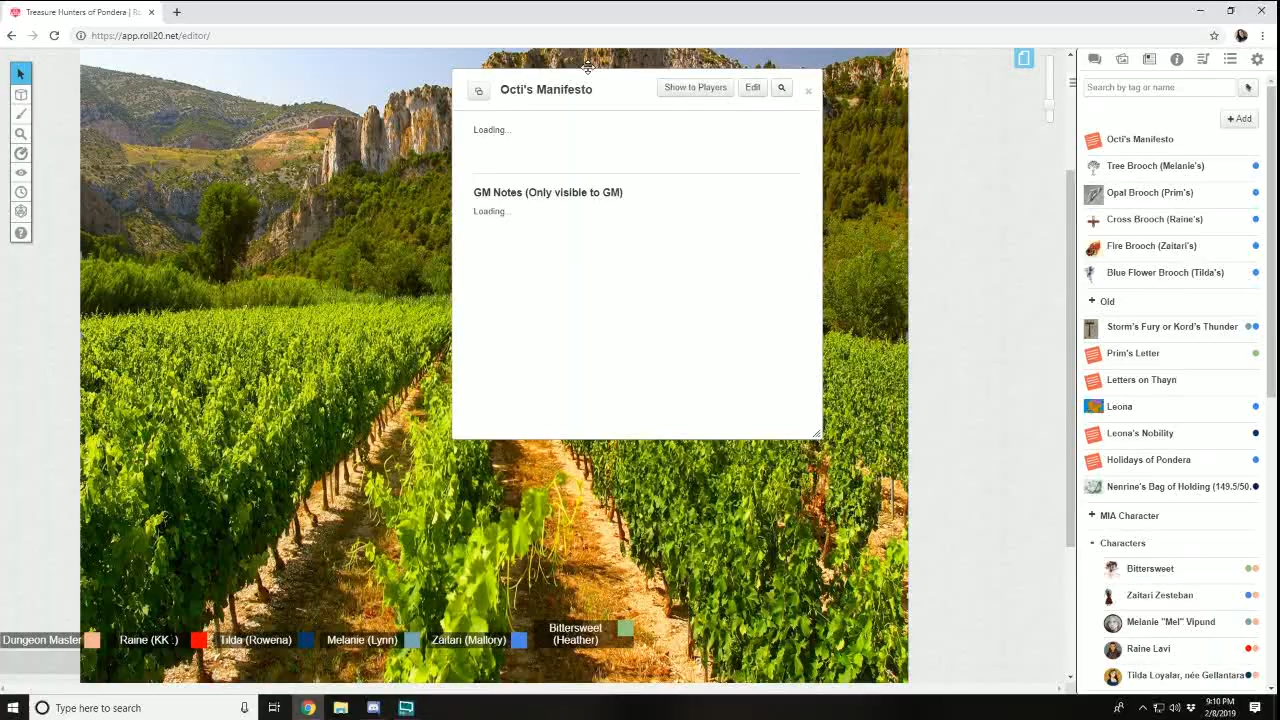 Treasure Hunters of Pondera | Ro
https://app.roll20.net/editor/
Octi's Manifesto
Show to Players
Edit
Loading...
GM Notes (Only visible to GM)
Loading...
Search by tag or name...
+ Add
Octi's Manifesto
Tree Brooch (Melanie's)
Opal Brooch (Prim's)
Cross Brooch (Raine's)
Fire Brooch (Zaitari's)
Blue Flower Brooch (Tilda's)
+ Old
Storm's Fury or Kord's Thunder
Prim's Letter
Letters on Thayn
Leona
Leona's Nobility
Holidays of Pondera
Nenrine's Bag of Holding (149.5/50.
+ MIA Character
- Characters
Bittersweet
Zaitari Zesteban
Melanie "Mel" Vipund
Raine Lavi
Tilda Loyalar, née Gellantara
Dungeon Master
Raine (KK .)
Tilda (Rowena)
Melanie (Lynn)
Zaitari (Mallory)
Bittersweet
(Heather)
Type here to search
9:10 PM
2/8/2019